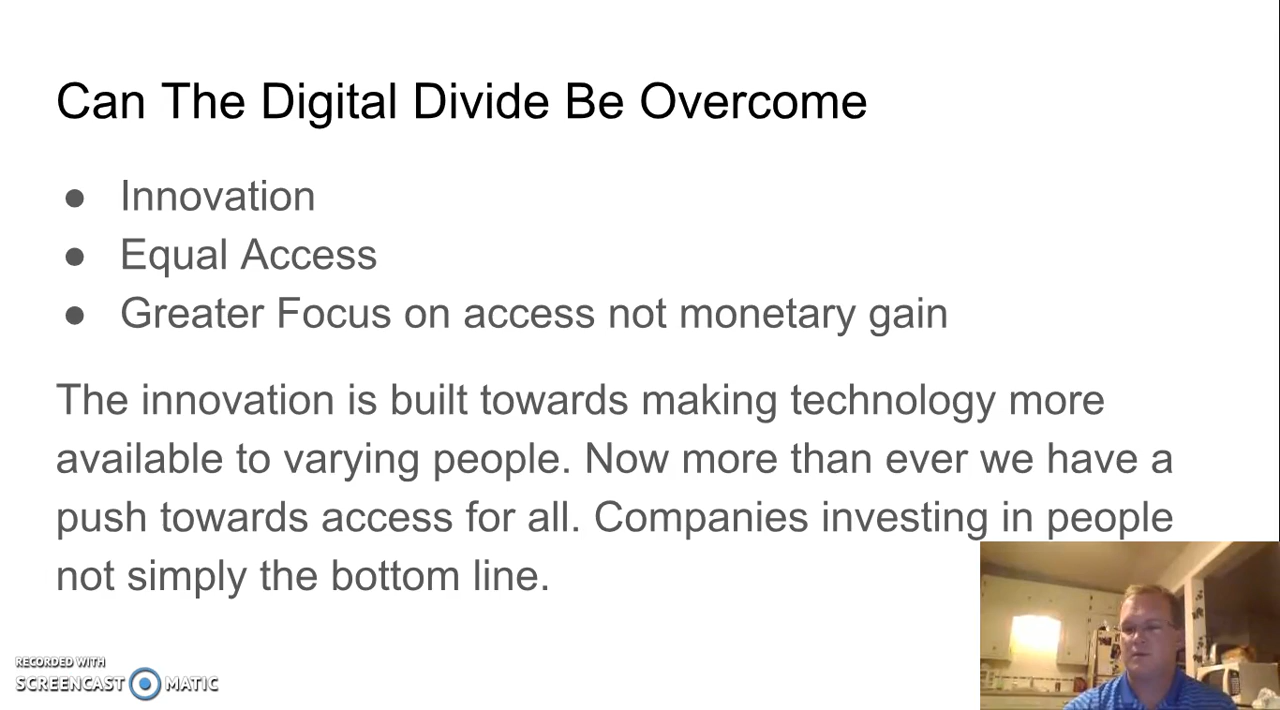 Can The Digital Divide Be Overcome
● Innovation
● Equal Access
● Greater Focus on access not monetary gain
The innovation is built towards making technology more
available to varying people. Now more than ever we have a
push towards access for all. Companies investing in people
not simply the bottom line.
RECORDED WITH
SCREENCAST MATIC